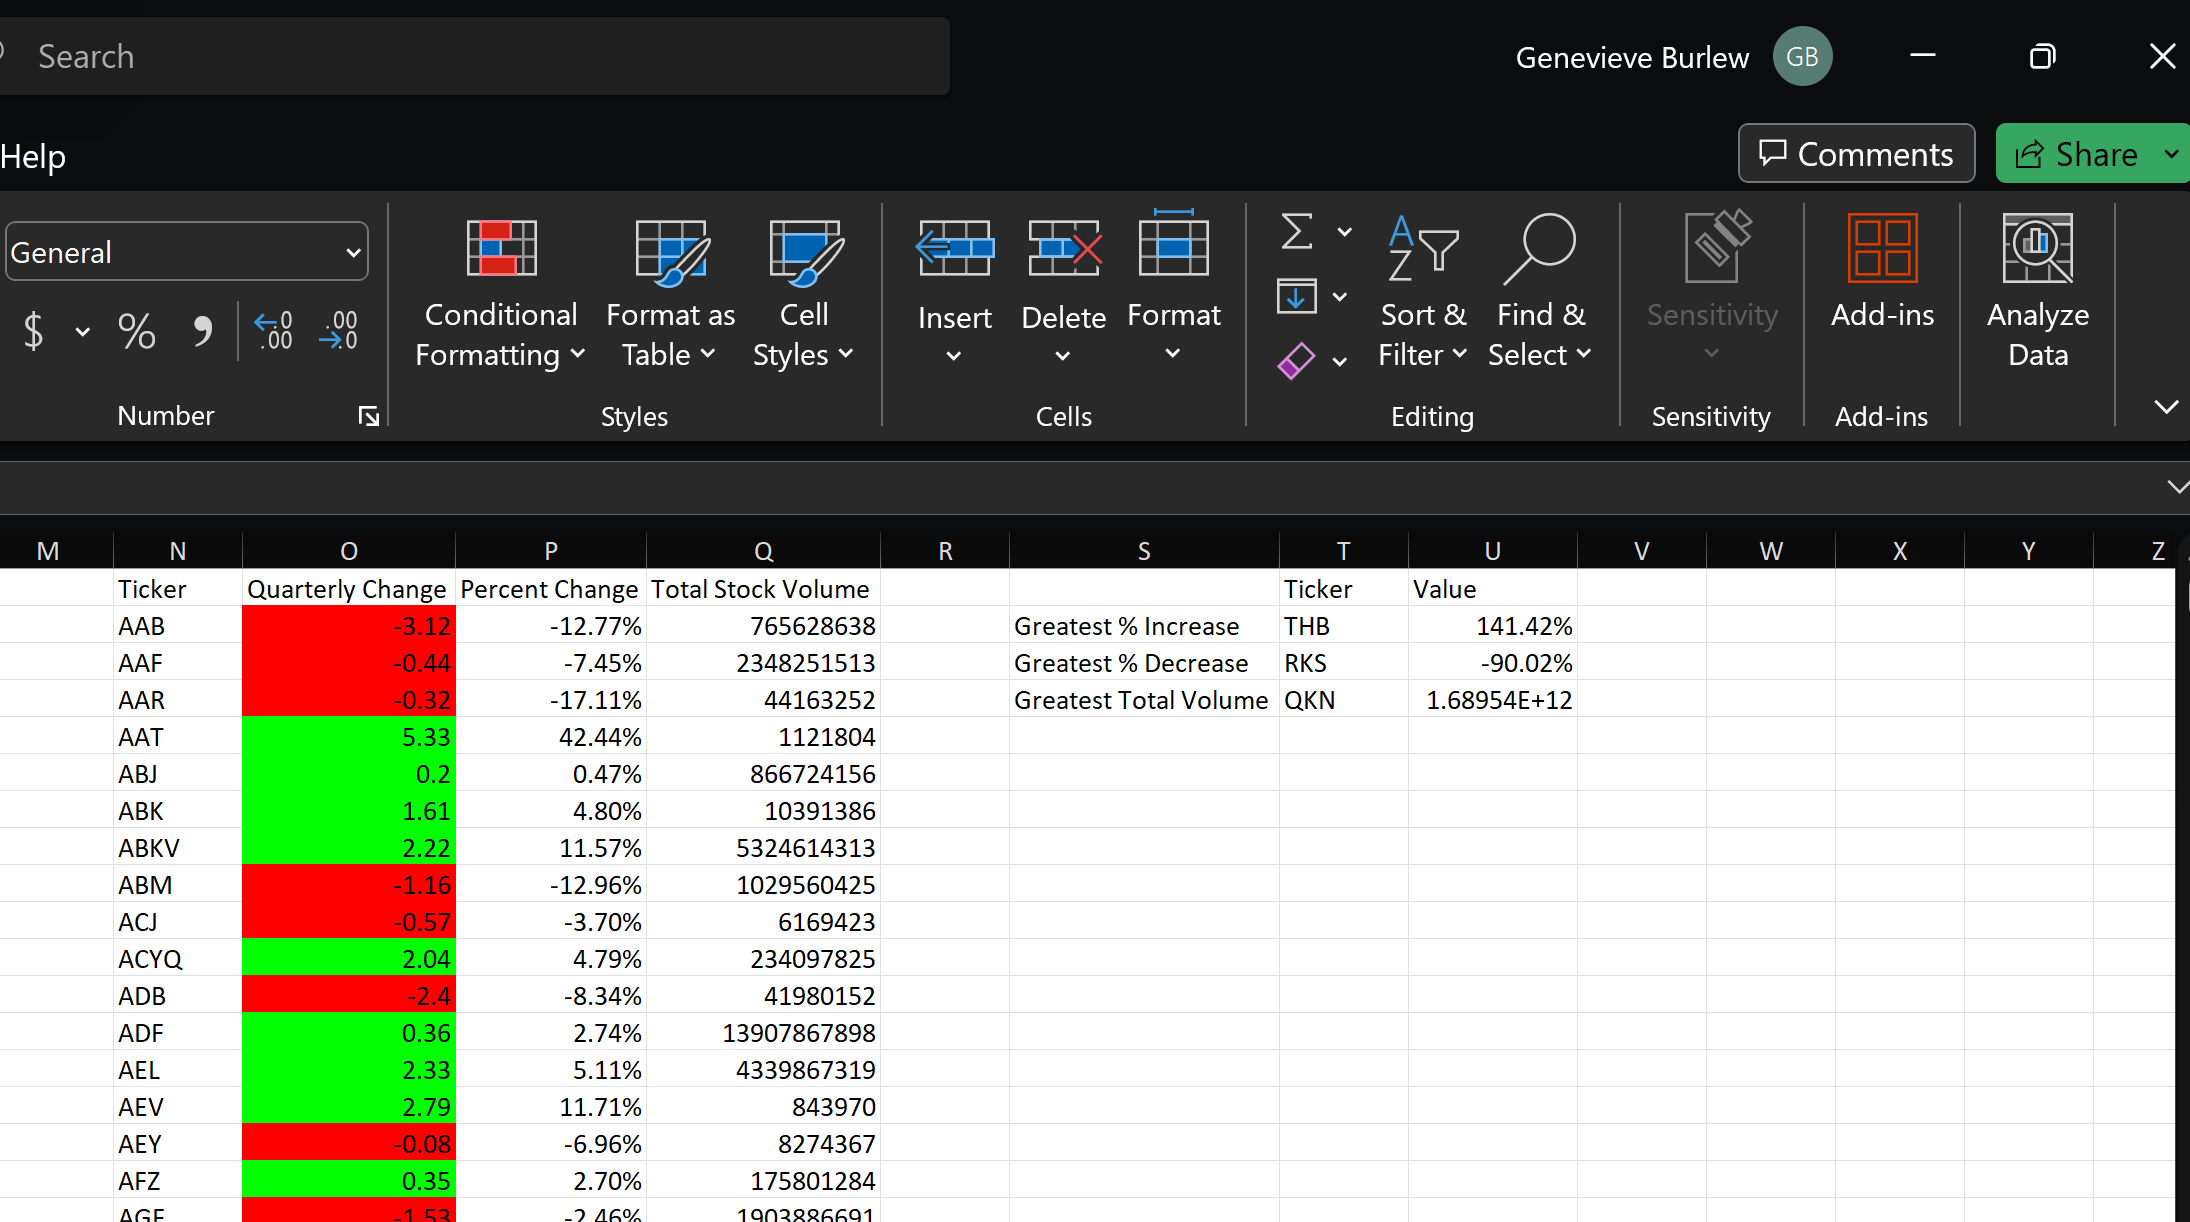 Search
Genevieve Burlew GB
Help
Comments
Share
General
$ % , .0 .00 .00 .0
Conditional Formatting
Format as Table
Cell Styles
Insert
Delete
Format
A Z
Sort & Filter
Find & Select
Sensitivity
Add-ins
Analyze Data
Number
Styles
Cells
Editing
Sensitivity
Add-ins
M N O P Q R S T U V W X Y Z
Ticker Quarterly Change Percent Change Total Stock Volume Ticker Value
AAB -3.12 -12.77% 765628638 Greatest % Increase THB 141.42%
AAF -0.44 -7.45% 2348251513 Greatest % Decrease RKS -90.02%
AAR -0.32 -17.11% 44163252 Greatest Total Volume QKN 1.68954E+12
AAT 5.33 42.44% 1121804
ABJ 0.2 0.47% 866724156
ABK 1.61 4.80% 10391386
ABKV 2.22 11.57% 5324614313
ABM -1.16 -12.96% 1029560425
ACJ -0.57 -3.70% 6169423
ACYQ 2.04 4.79% 234097825
ADB -2.4 -8.34% 41980152
ADF 0.36 2.74% 13907867898
AEL 2.33 5.11% 4339867319
AEV 2.79 11.71% 843970
AEY -0.08 -6.96% 8274367
AFZ 0.35 2.70% 175801284
-1.53 -2.46% 1903886691